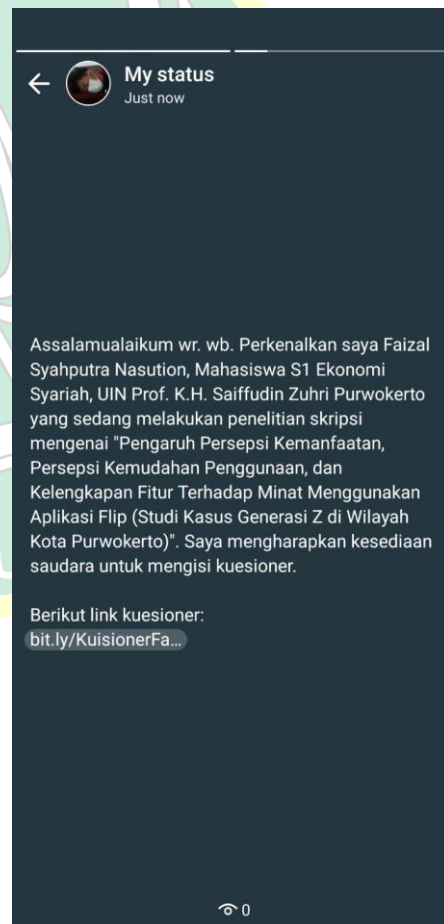 My status
Just now
Assalamualaikum wr. wb. Perkenalkan saya Faizal
Syahputra Nasution, Mahasiswa S1 Ekonomi
Syariah, UIN Prof. K.H. Saiffudin Zuhri Purwokerto
yang sedang melakukan penelitian skripsi
mengenai "Pengaruh Persepsi Kemanfaatan,
Persepsi Kemudahan Penggunaan, dan
Kelengkapan Fitur Terhadap Minat Menggunakan
Aplikasi Flip (Studi Kasus Generasi Z di Wilayah
Kota Purwokerto)". Saya mengharapkan kesediaan
saudara untuk mengisi kuesioner.
Berikut link kuesioner:
bit.ly/KuisionerFa...
0